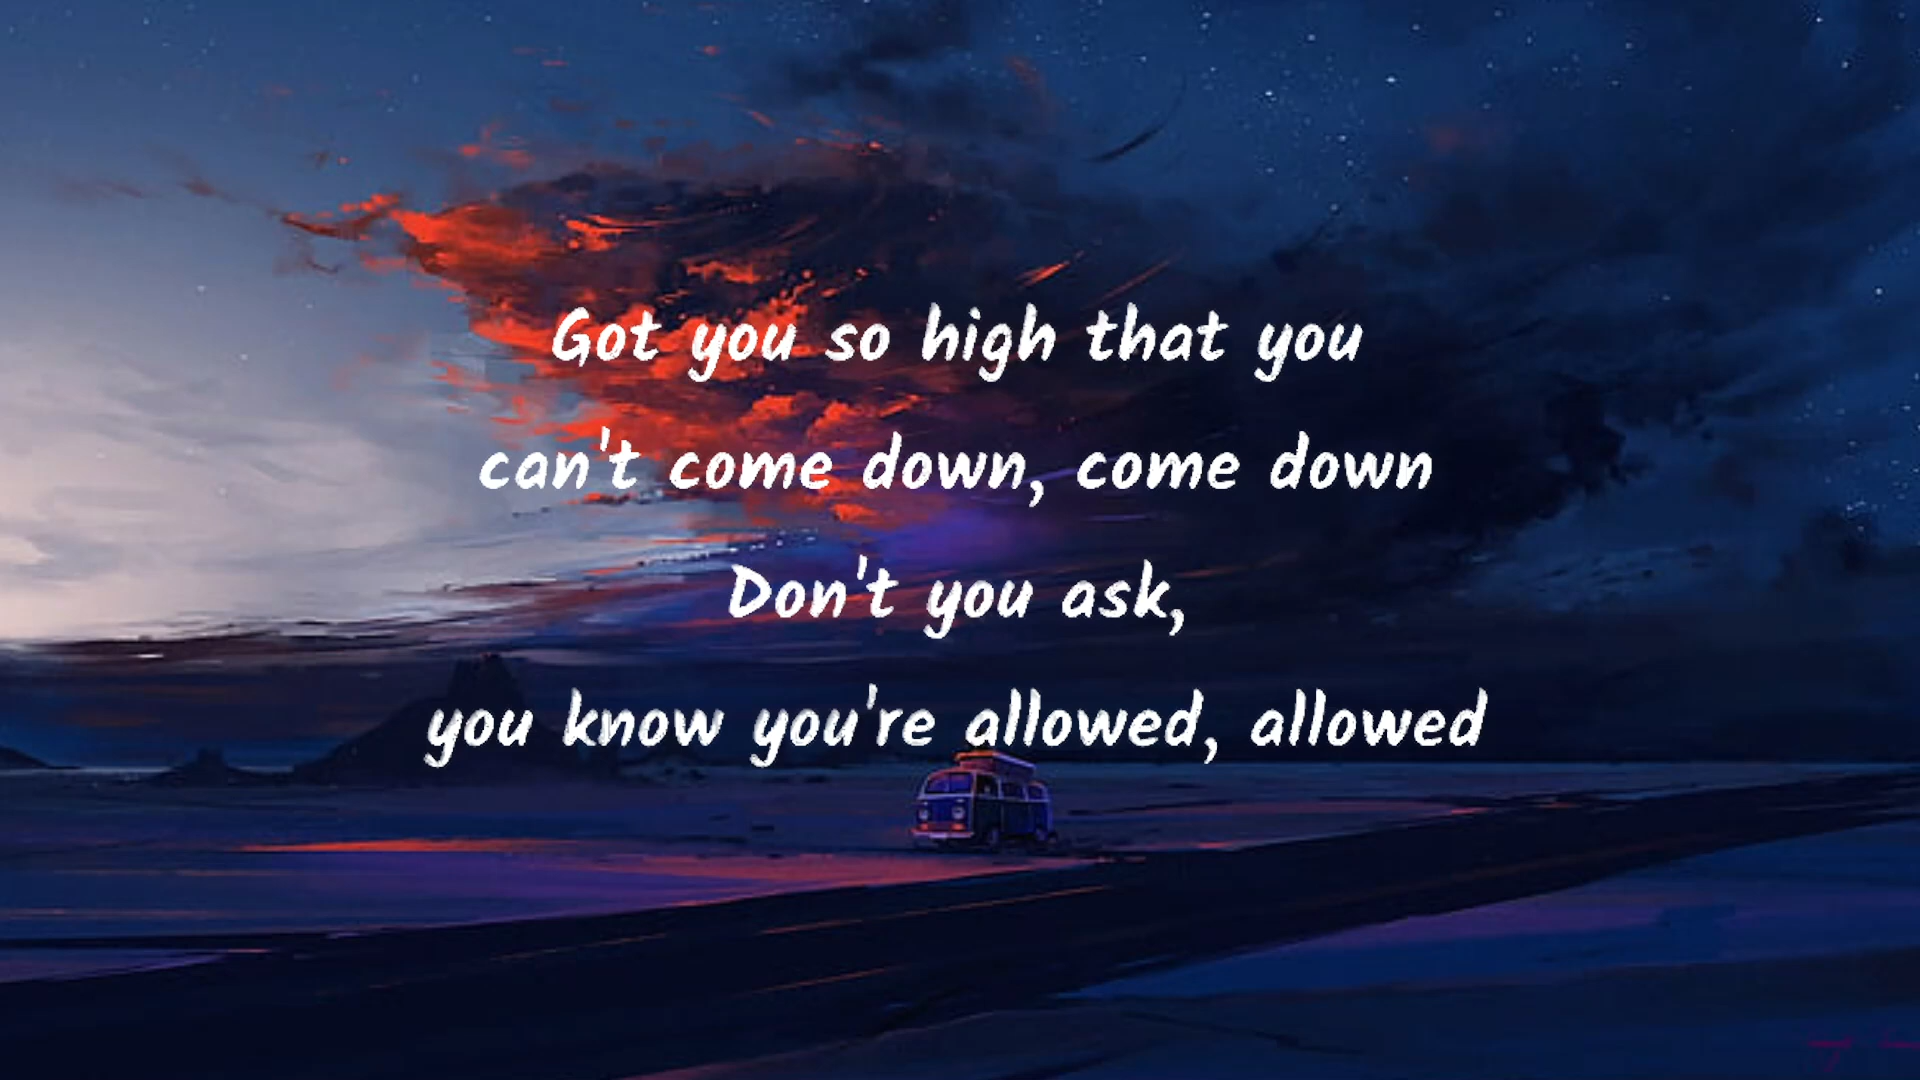 Got you so high that you
can't come down, come down
Don't you ask,
you know you're allowed, allowed